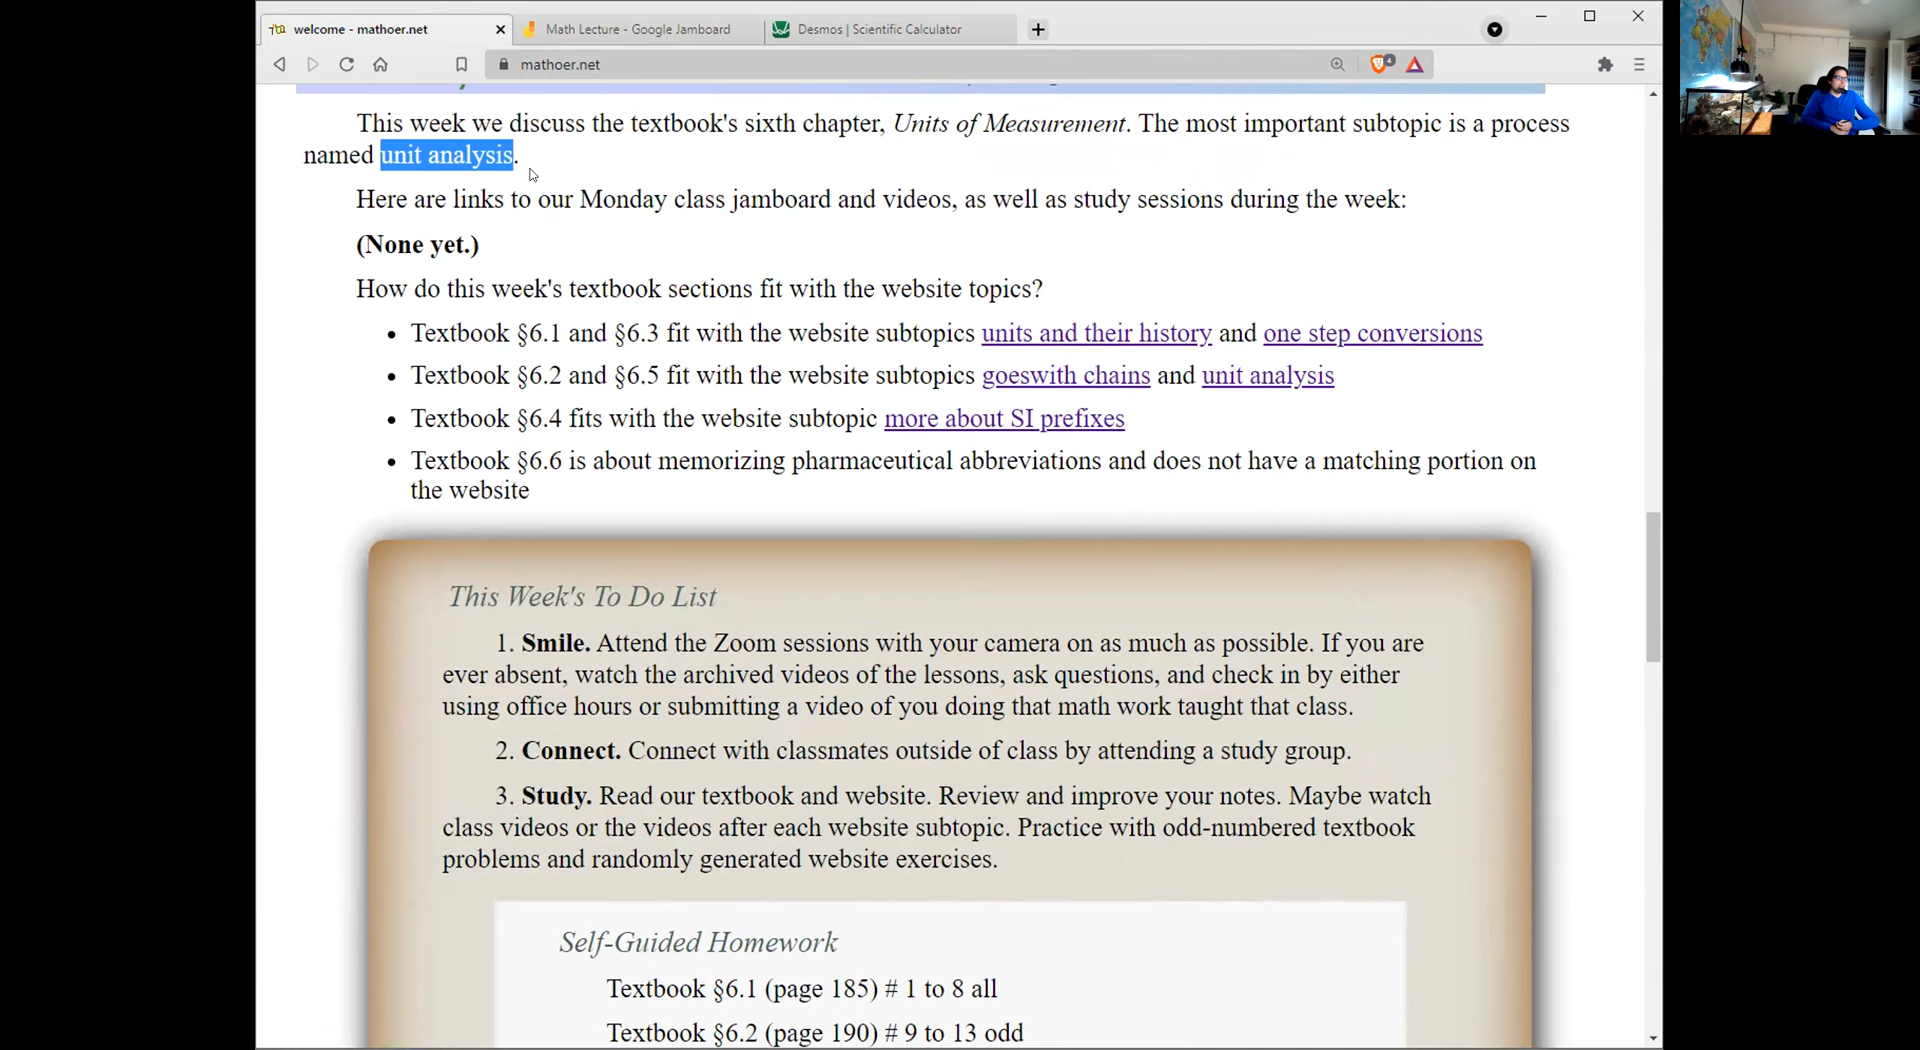 welcome - mathoer.net
Math Lecture - Google Jamboard
Desmos | Scientific Calculator
mathoer.net
4
This week we discuss the textbook's sixth chapter, Units of Measurement. The most important subtopic is a process
named unit analysis.
Here are links to our Monday class jamboard and videos, as well as study sessions during the week:
(None yet.)
How do this week's textbook sections fit with the website topics?
• Textbook §6.1 and §6.3 fit with the website subtopics units and their history and one step conversions
• Textbook §6.2 and §6.5 fit with the website subtopics goeswith chains and unit analysis
• Textbook §6.4 fits with the website subtopic more about SI prefixes
• Textbook §6.6 is about memorizing pharmaceutical abbreviations and does not have a matching portion on
the website
This Week's To Do List
1. Smile. Attend the Zoom sessions with your camera on as much as possible. If you are
ever absent, watch the archived videos of the lessons, ask questions, and check in by either
using office hours or submitting a video of you doing that math work taught that class.
2. Connect. Connect with classmates outside of class by attending a study group.
3. Study. Read our textbook and website. Review and improve your notes. Maybe watch
class videos or the videos after each website subtopic. Practice with odd-numbered textbook
problems and randomly generated website exercises.
Self-Guided Homework
Textbook §6.1 (page 185) # 1 to 8 all
Textbook §6.2 (page 190) # 9 to 13 odd